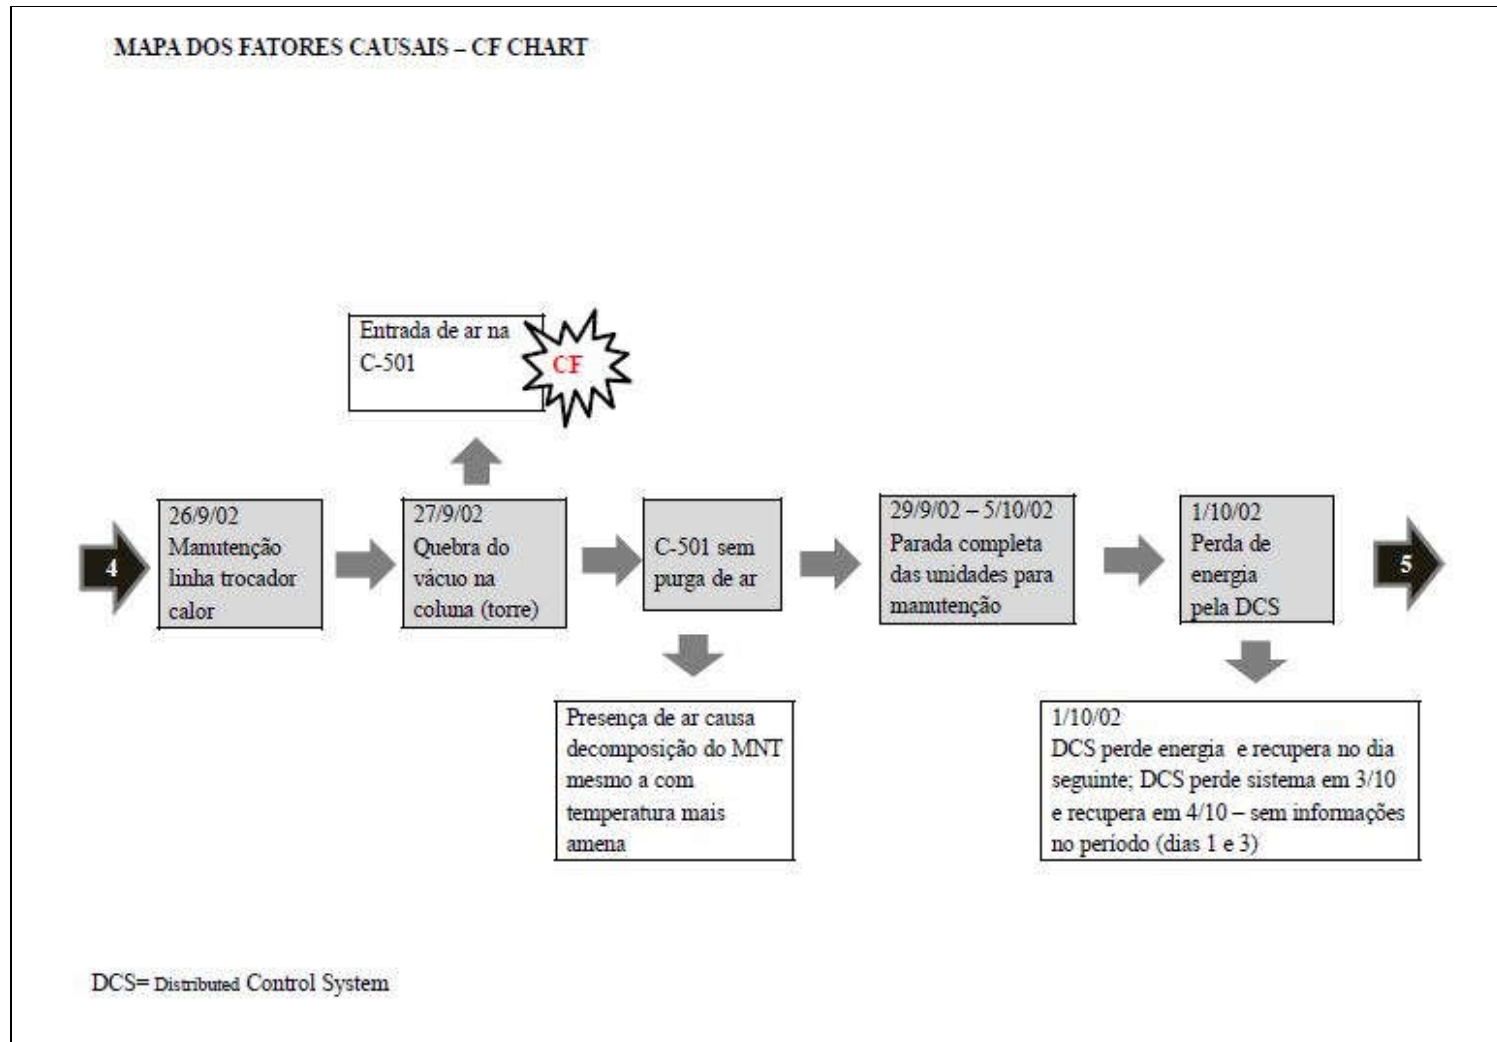 MAPA DOS FATORES CAUSAIS – CF CHART
Entrada de ar na
C-501
CF
4
26/9/02
Manutenção
linha trocador
calor
27/9/02
Quebra do
vácuo na
coluna (torre)
C-501 sem
purga de ar
29/9/02 – 5/10/02
Parada completa
das unidades para
manutenção
1/10/02
Perda de
energia
pela DCS
5
Presença de ar causa
decomposição do MNT
mesmo a com
temperatura mais
amena
1/10/02
DCS perde energia e recupera no dia
seguinte; DCS perde sistema em 3/10
e recupera em 4/10 – sem informações
no período (dias 1 e 3)
DCS= Distributed Control System